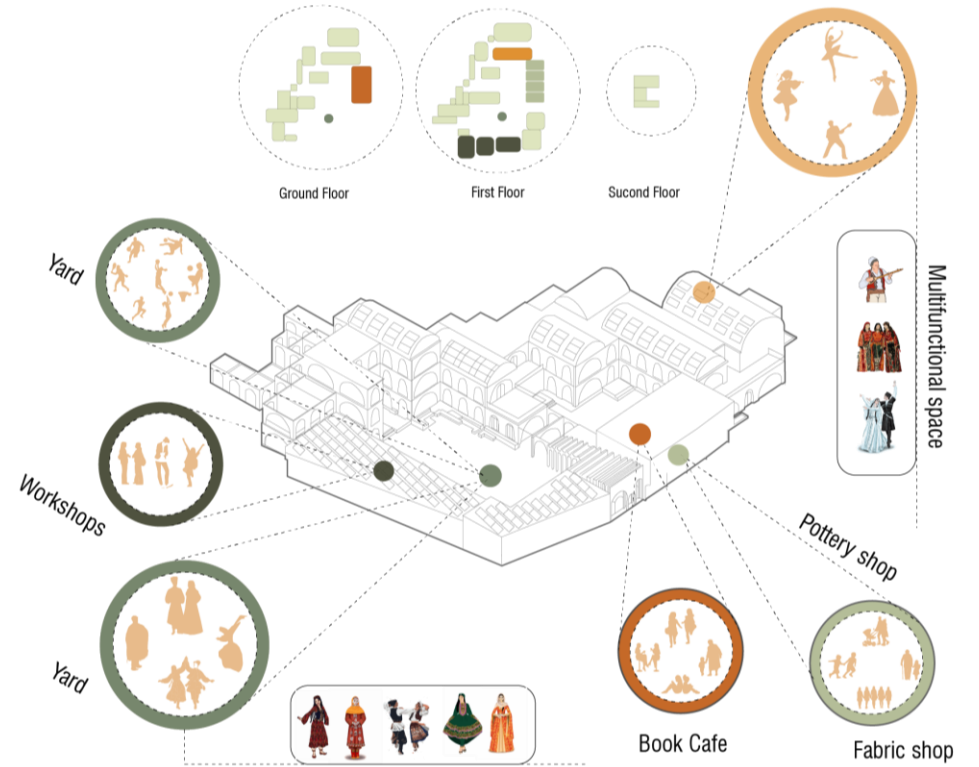 Ground Floor
First Floor
Sucond Floor
Yard
Multifunctional space
Workshops
Pottery shop
Yard
Book Cafe
Fabric shop